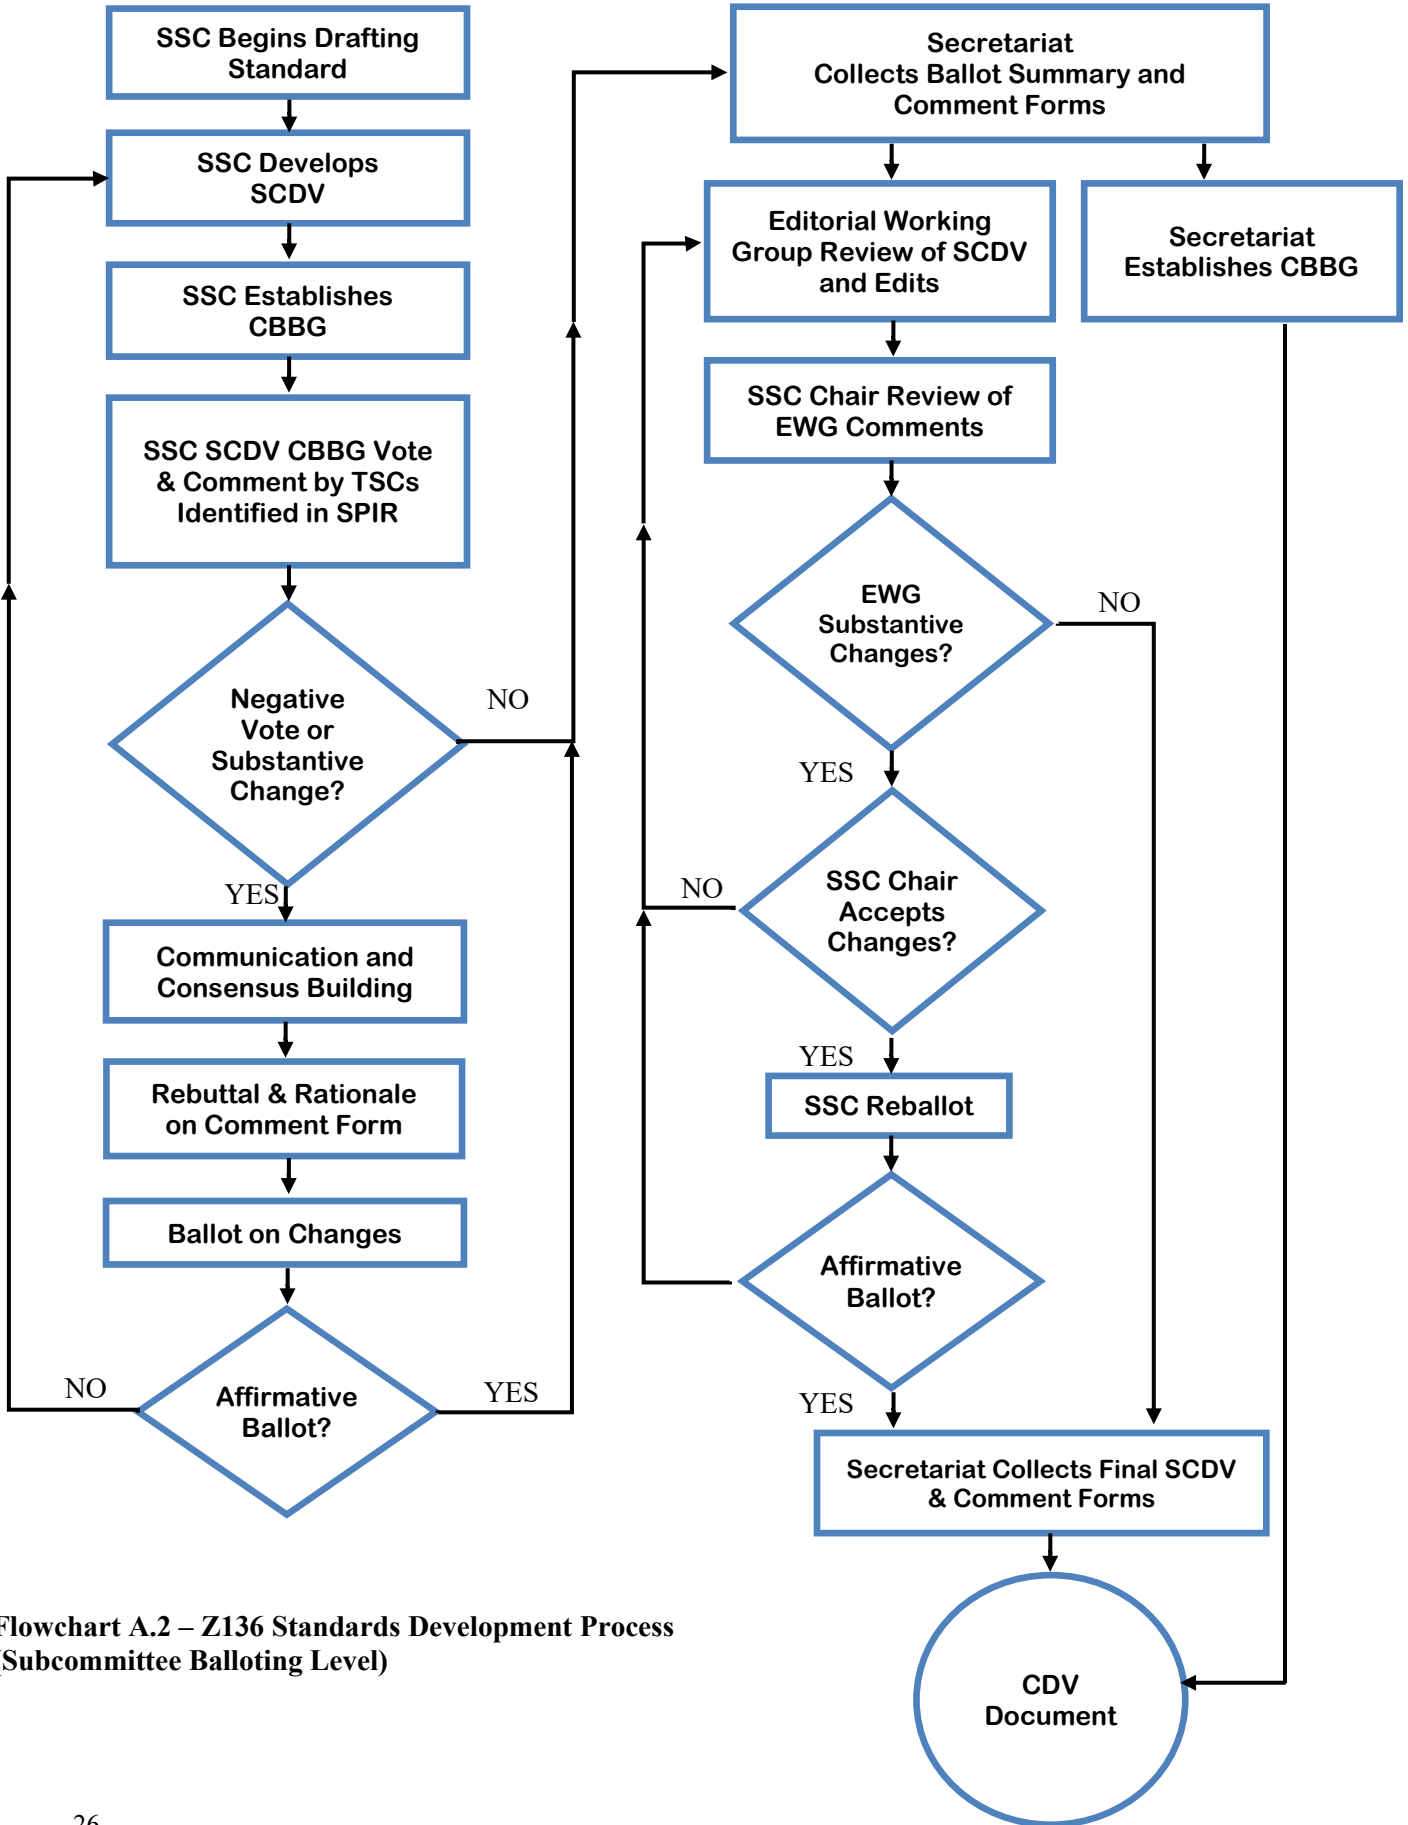 SSC Begins Drafting
Standard
SSC Develops
SCDV
SSC Establishes
CBBG
SSC SCDV CBBG Vote
& Comment by TSCs
Identified in SPIR
Negative
Vote or
Substantive
Change?
NO
YES
Communication and
Consensus Building
Rebuttal & Rationale
on Comment Form
Ballot on Changes
Affirmative
Ballot?
NO
YES
Secretariat
Collects Ballot Summary and
Comment Forms
Editorial Working
Group Review of SCDV
and Edits
Secretariat
Establishes CBBG
SSC Chair Review of
EWG Comments
EWG
Substantive
Changes?
NO
YES
SSC Chair
Accepts
Changes?
NO
YES
SSC Reballot
Affirmative
Ballot?
YES
Secretariat Collects Final SCDV
& Comment Forms
CDV
Document
Flowchart A.2 – Z136 Standards Development Process
(Subcommittee Balloting Level)
26